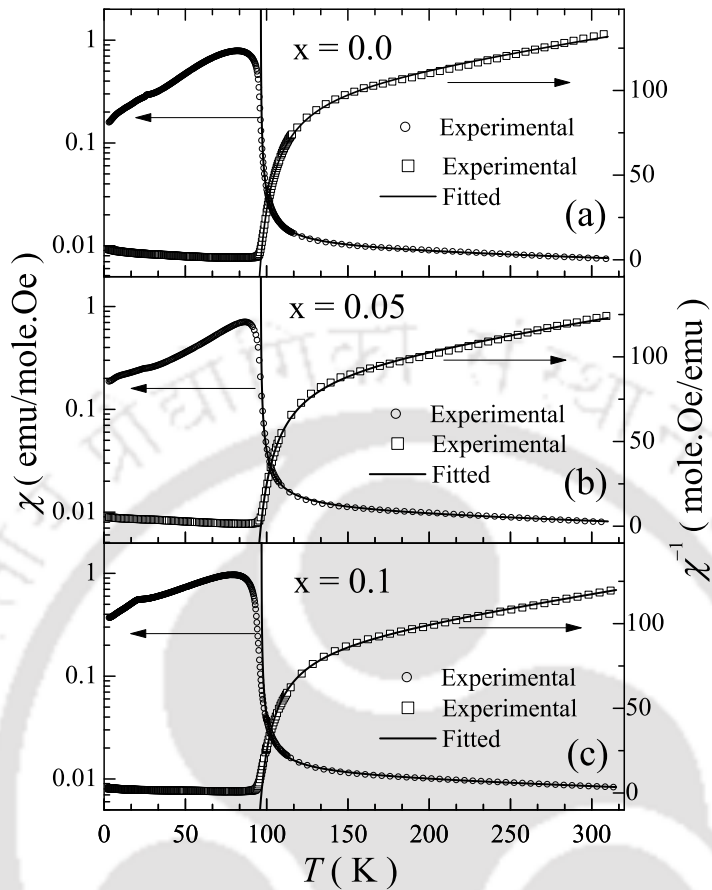 x = 0.0
1
0.1
0.01
100
50
0
Experimental
Experimental
Fitted
(a)
x = 0.05
1
0.1
0.01
100
50
0
Experimental
Experimental
Fitted
(b)
x = 0.1
1
0.1
0.01
100
50
0
Experimental
Experimental
Fitted
(c)
χ ( emu/mole.Oe)
χ⁻¹ ( mole.Oe/emu)
0 50 100 150 200 250 300
T ( K )